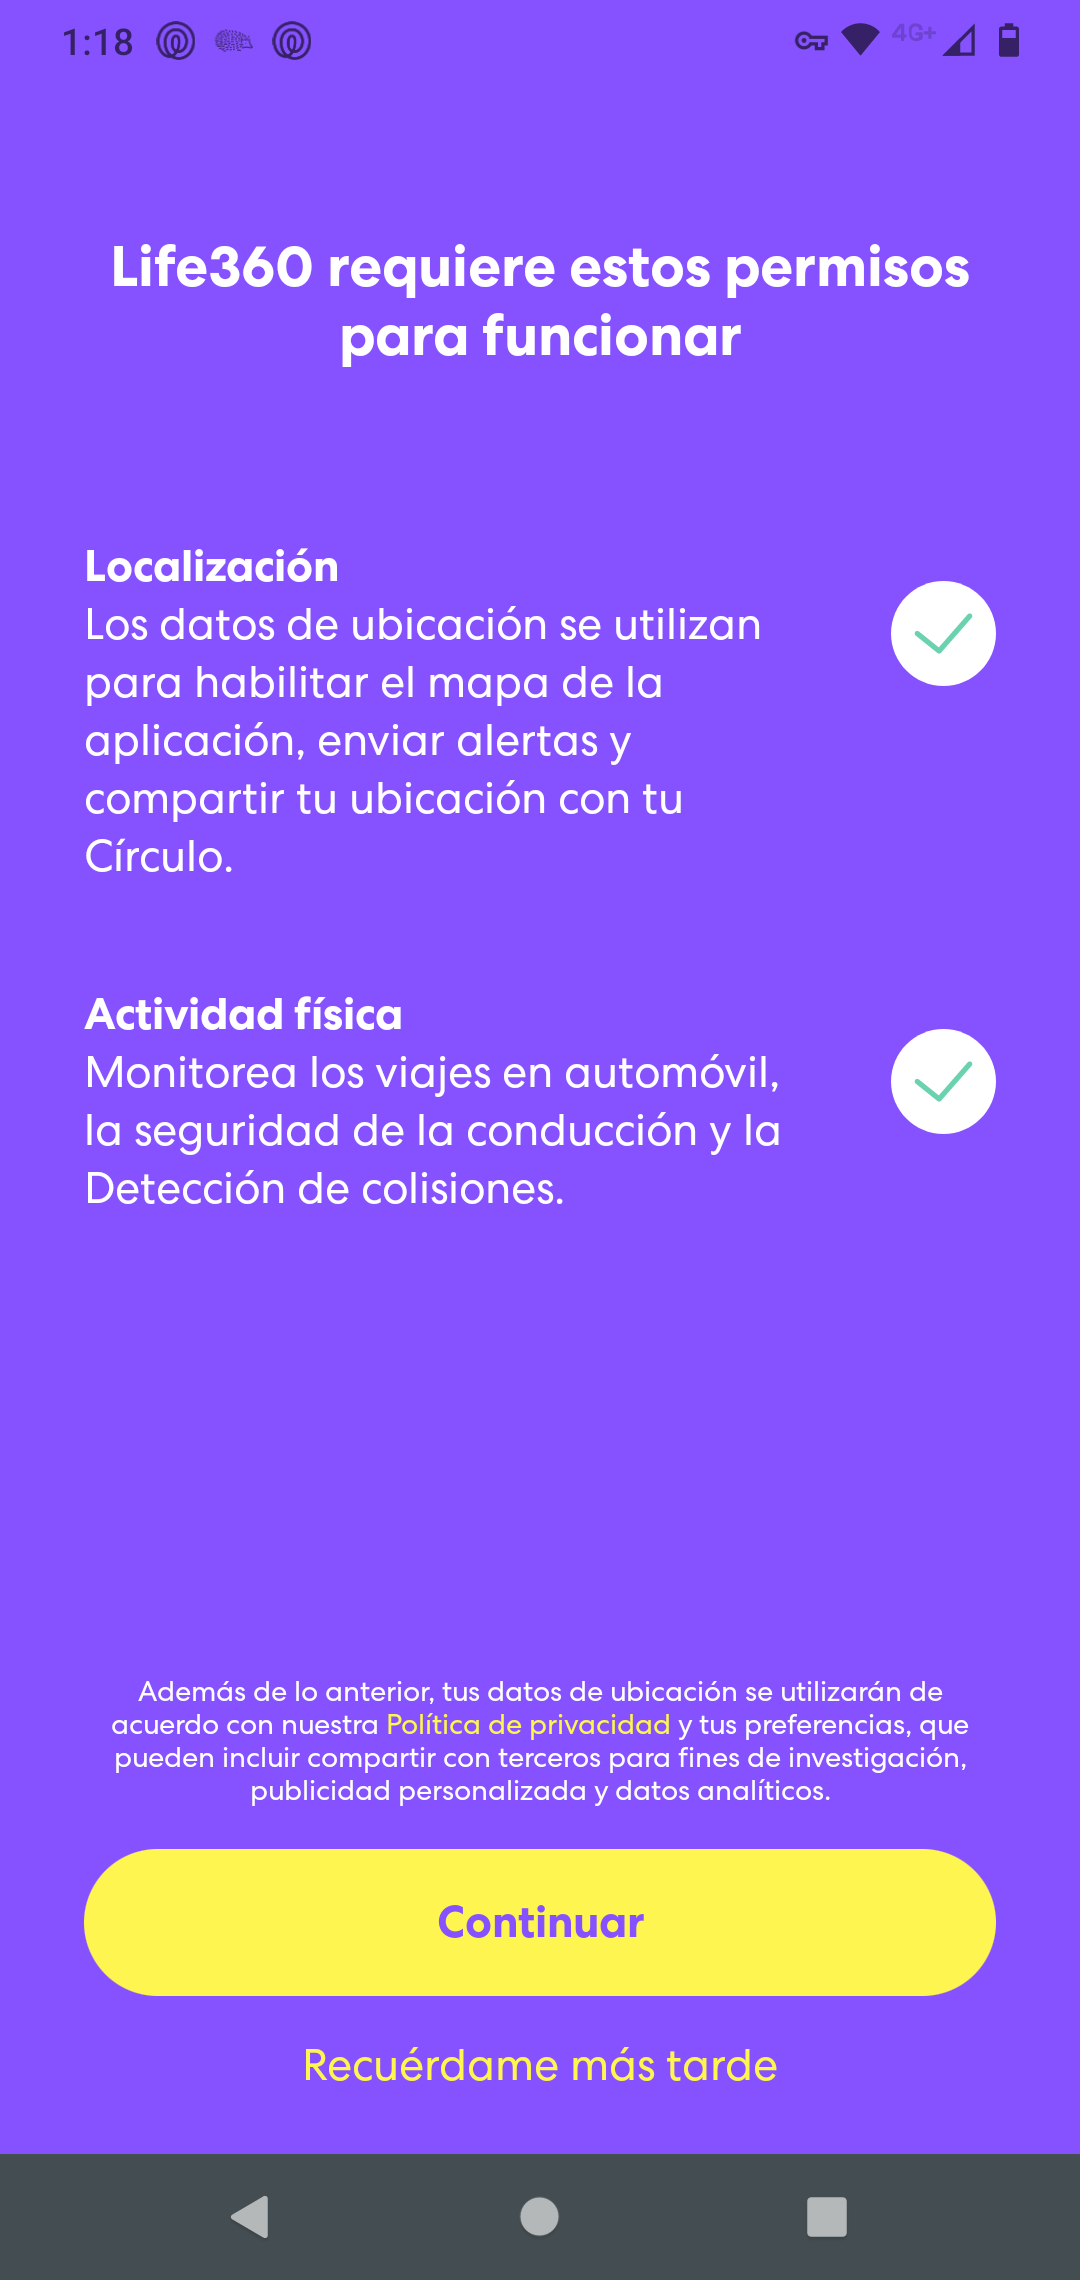 1:18
4G+
Life360 requiere estos permisos
para funcionar
Localización
Los datos de ubicación se utilizan
para habilitar el mapa de la
aplicación, enviar alertas y
compartir tu ubicación con tu
Círculo.
Actividad física
Monitorea los viajes en automóvil,
la seguridad de la conducción y la
Detección de colisiones.
Además de lo anterior, tus datos de ubicación se utilizarán de
acuerdo con nuestra Política de privacidad y tus preferencias, que
pueden incluir compartir con terceros para fines de investigación,
publicidad personalizada y datos analíticos.
Continuar
Recuérdame más tarde